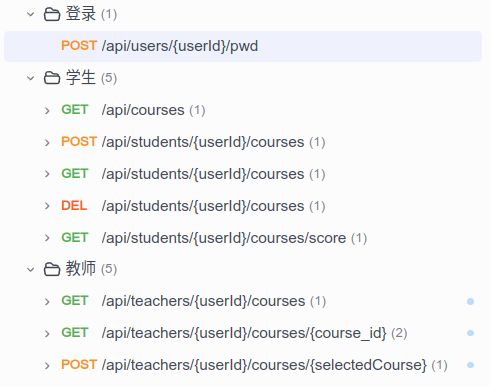 登录 (1)
POST /api/users/{userId}/pwd
学生 (5)
GET /api/courses (1)
POST /api/students/{userId}/courses (1)
GET /api/students/{userId}/courses (1)
DEL /api/students/{userId}/courses (1)
GET /api/students/{userId}/courses/score (1)
教师 (5)
GET /api/teachers/{userId}/courses (1)
GET /api/teachers/{userId}/courses/{course_id} (2)
POST /api/teachers/{userId}/courses/{selectedCourse} (1)